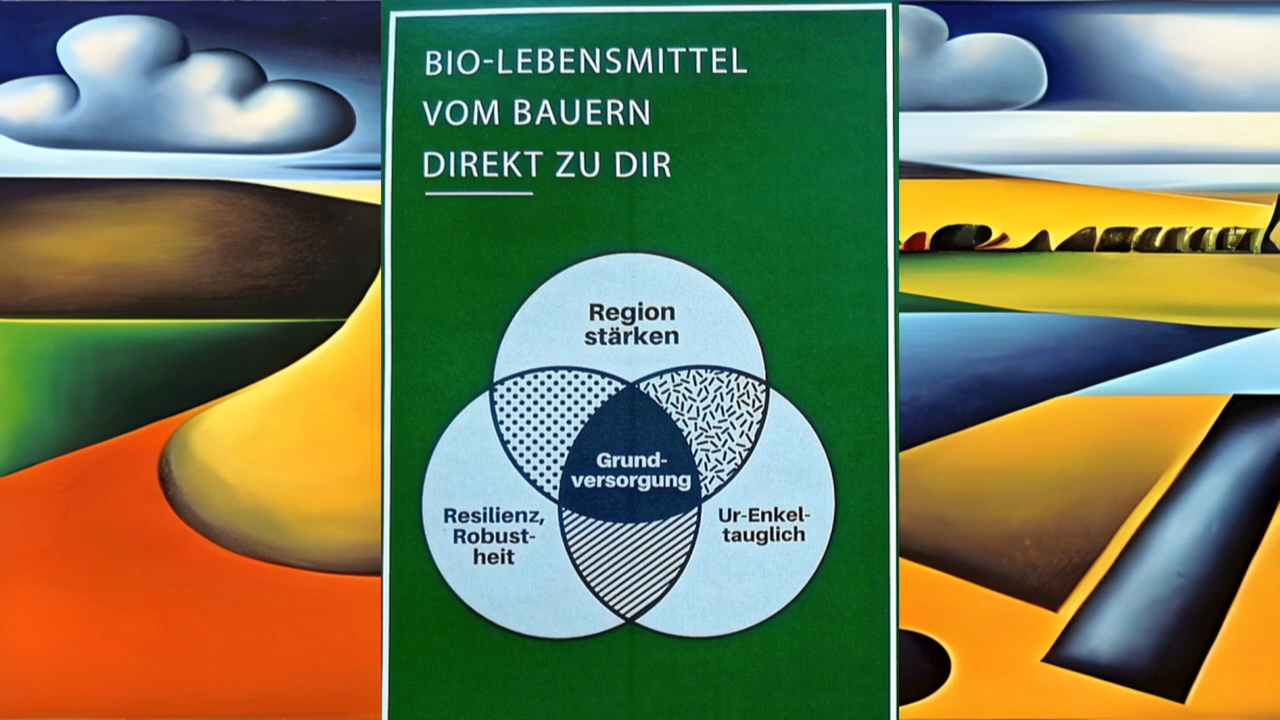 BIO-LEBENSMITTEL
VOM BAUERN
DIREKT ZU DIR
Region
stärken
Grund-
versorgung
Resilienz,
Robust-
heit
Ur-Enkel-
tauglich